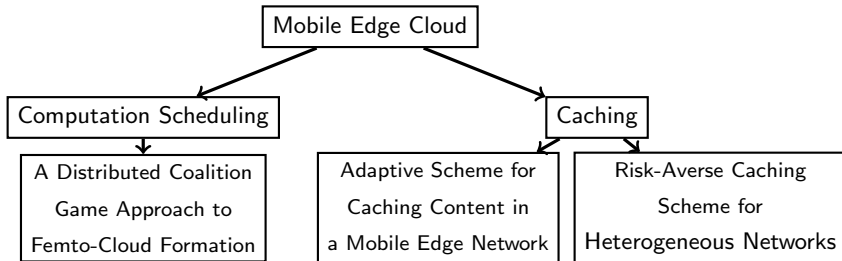 Mobile Edge Cloud
Computation Scheduling
Caching
A Distributed Coalition
Game Approach to
Femto-Cloud Formation
Adaptive Scheme for
Caching Content in
a Mobile Edge Network
Risk-Averse Caching
Scheme for
Heterogeneous Networks